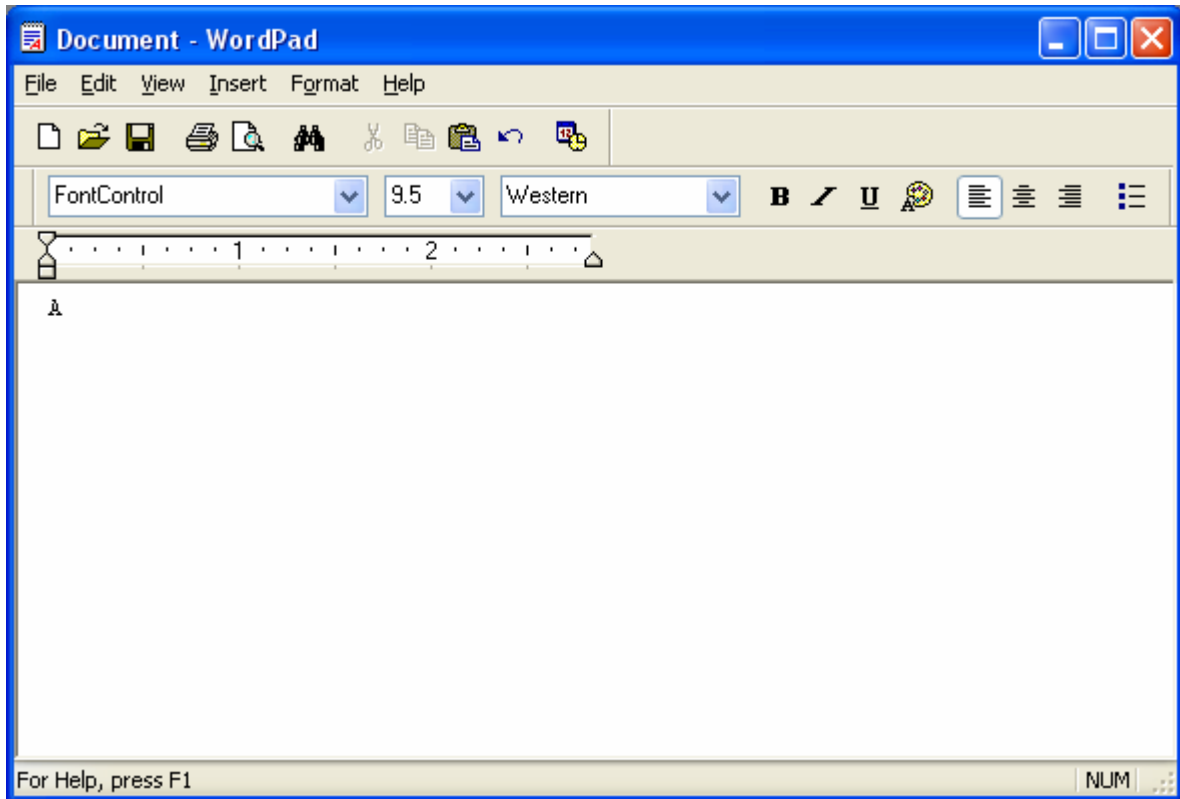 Document - WordPad
File Edit View Insert Format Help
FontControl 9.5 Western B U
1 2
A
For Help, press F1 NUM